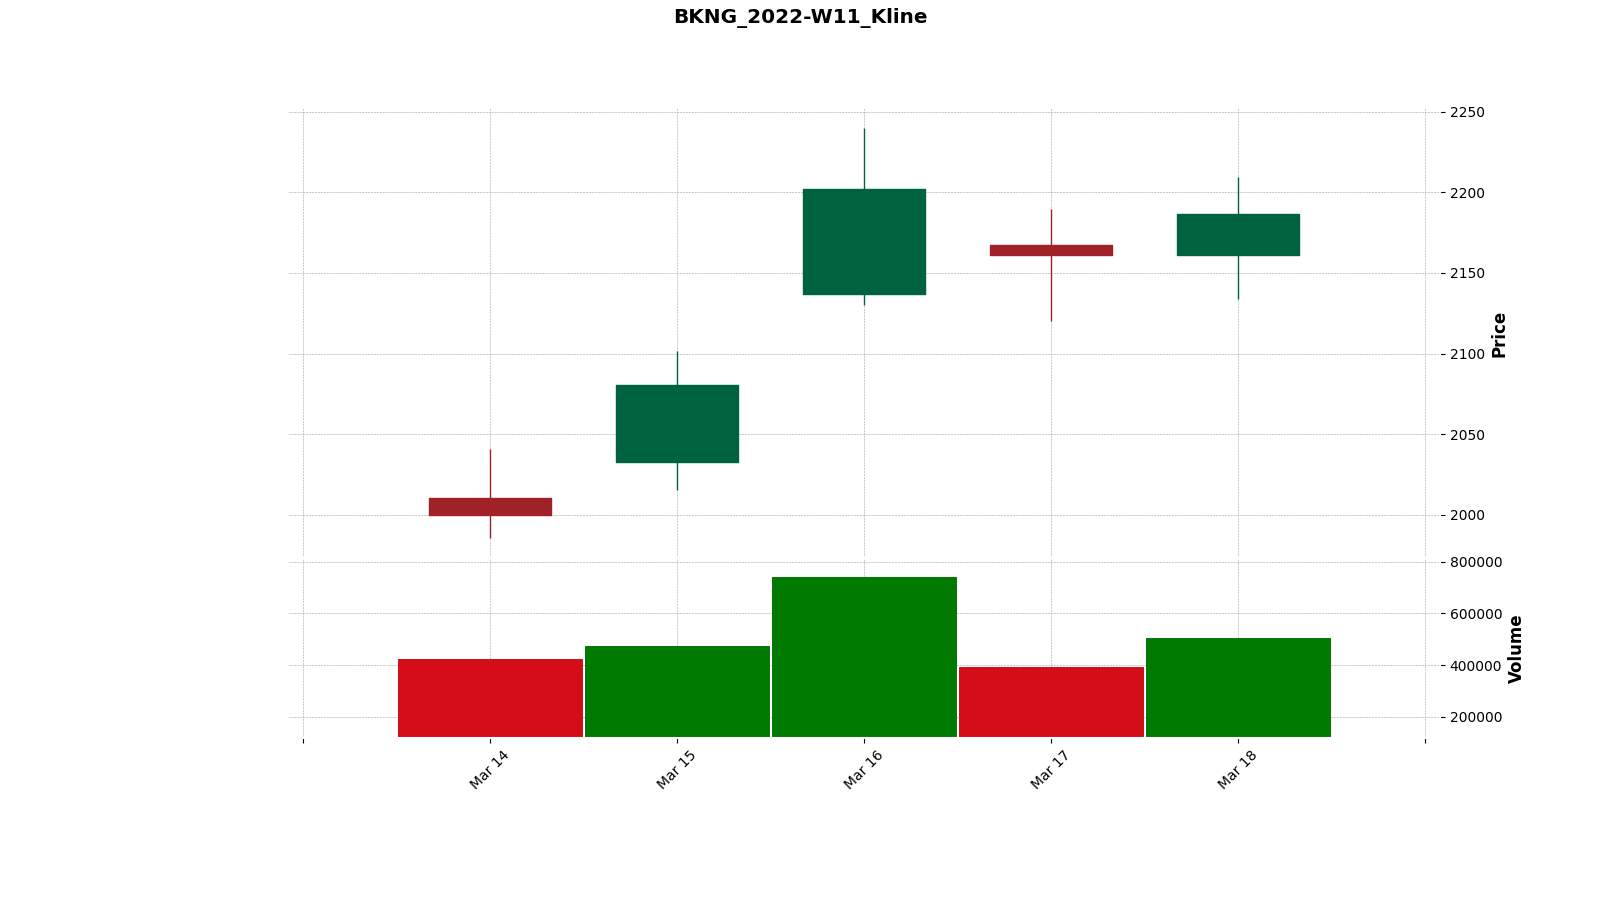 BKNG_2022-W11_Kline
2250
2200
2150
2100
2050
2000
Price
800000
600000
400000
200000
Volume
Mar 14
Mar 15
Mar 16
Mar 17
Mar 18